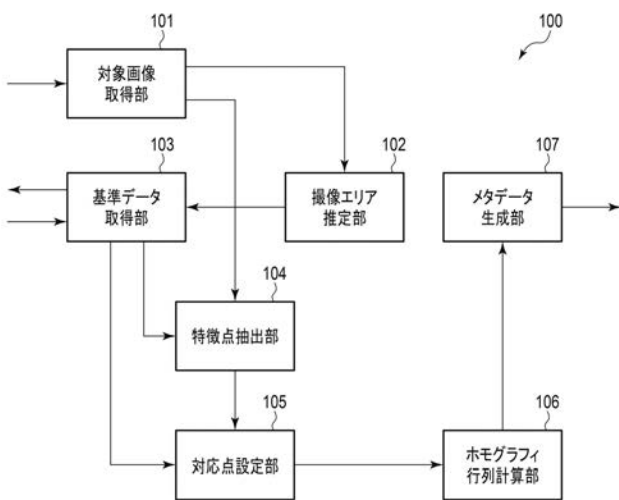 101
対象画像
取得部
100
103
基準データ
取得部
102
撮像エリア
推定部
107
メタデータ
生成部
104
特徴点抽出部
105
対応点設定部
106
ホモグラフィ
行列計算部